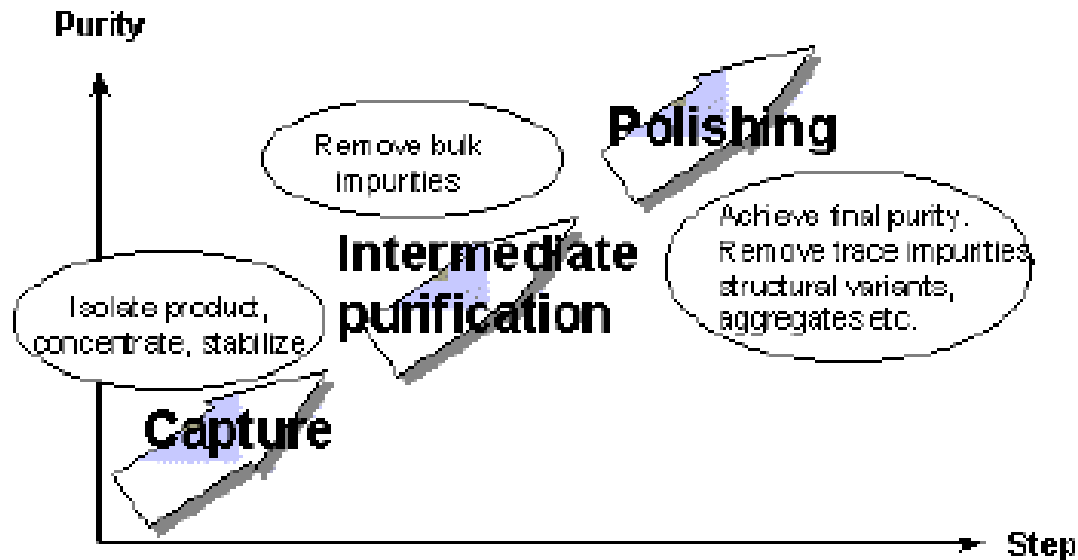 Purity
Polishing
Remove bulk
impurties
Achieve final purity.
Remove trace impurities
structural variants,
aggregates etc.
Intermediate
purification
Isolate product,
concentrate, stabilize
Capture
Step